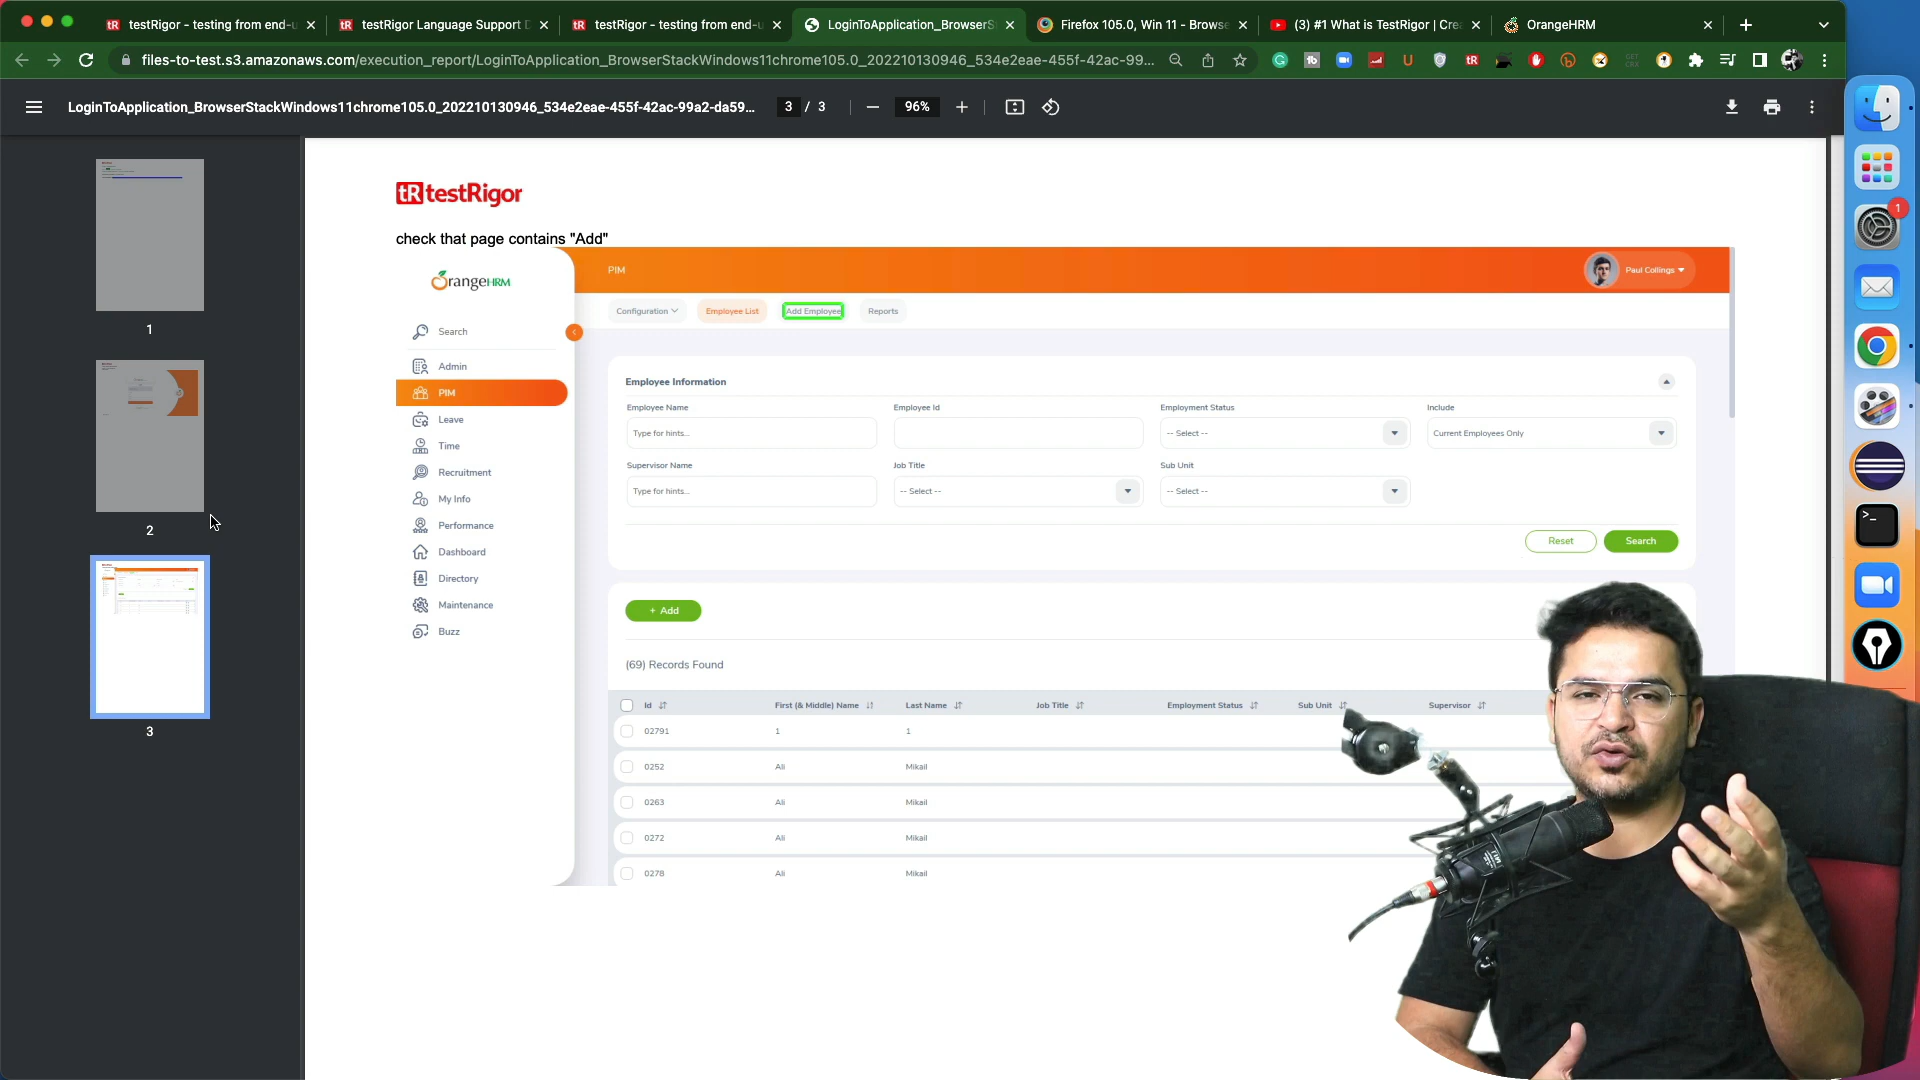 testRigor - testing from end-u
testRigor Language Support D
testRigor - testing from end-u
LoginToApplication_BrowserS
Firefox 105.0, Win 11 - Browse
(3) #1 What is TestRigor | Cre
OrangeHRM
files-to-test.s3.amazonaws.com/execution_report/LoginToApplication_BrowserStackWindows11chrome105.0_202210130946_534e2eae-455f-42ac-99...
LoginToApplication_BrowserStackWindows11chrome105.0_202210130946_534e2eae-455f-42ac-99a2-da59...
3 / 3
96%
1
2
3
tR testRigor
check that page contains "Add"
OrangeHRM
PIM
Paul Collings
Configuration
Employee List
Add Employee
Reports
Search
Admin
PIM
Leave
Time
Recruitment
My Info
Performance
Dashboard
Directory
Maintenance
Buzz
Employee Information
Employee Name
Employee Id
Employment Status
Include
Type for hints...
-- Select --
Current Employees Only
Supervisor Name
Job Title
Sub Unit
Type for hints...
-- Select --
-- Select --
Reset
Search
+ Add
(69) Records Found
Id
First (& Middle) Name
Last Name
Job Title
Employment Status
Sub Unit
Supervisor
02791 1 1
0252 Ali Mikail
0263 Ali Mikail
0272 Ali Mikail
0278 Ali Mikail
1